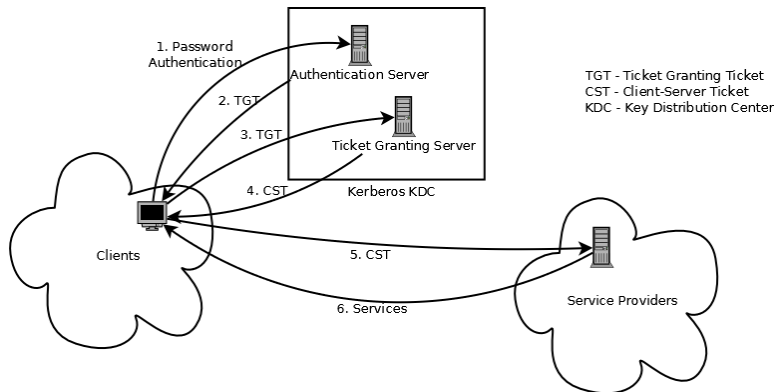 1. Password
Authentication
Authentication Server
2. TGT
3. TGT
Ticket Granting Server
4. CST
Kerberos KDC
TGT - Ticket Granting Ticket
CST - Client-Server Ticket
KDC - Key Distribution Center
Clients
5. CST
Service Providers
6. Services